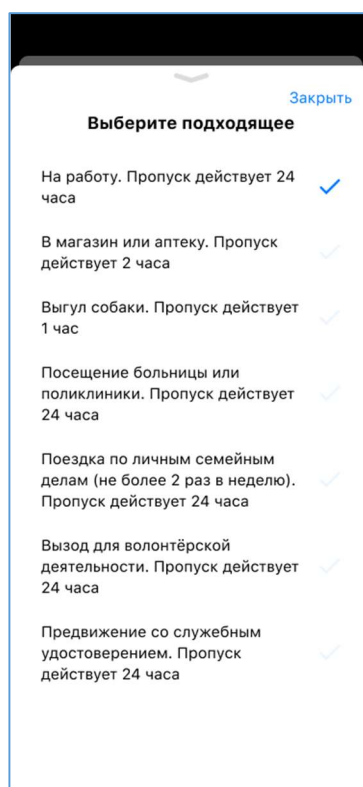 Закрыть
Выберите подходящее
На работу. Пропуск действует 24
часа
В магазин или аптеку. Пропуск
действует 2 часа
Выгул собаки. Пропуск действует
1 час
Посещение больницы или
поликлиники. Пропуск действует
24 часа
Поездка по личным семейным
делам (не более 2 раз в неделю).
Пропуск действует 24 часа
Вызод для волонтёрской
деятельности. Пропуск действует
24 часа
Предвижение со служебным
удостоверением. Пропуск
действует 24 часа